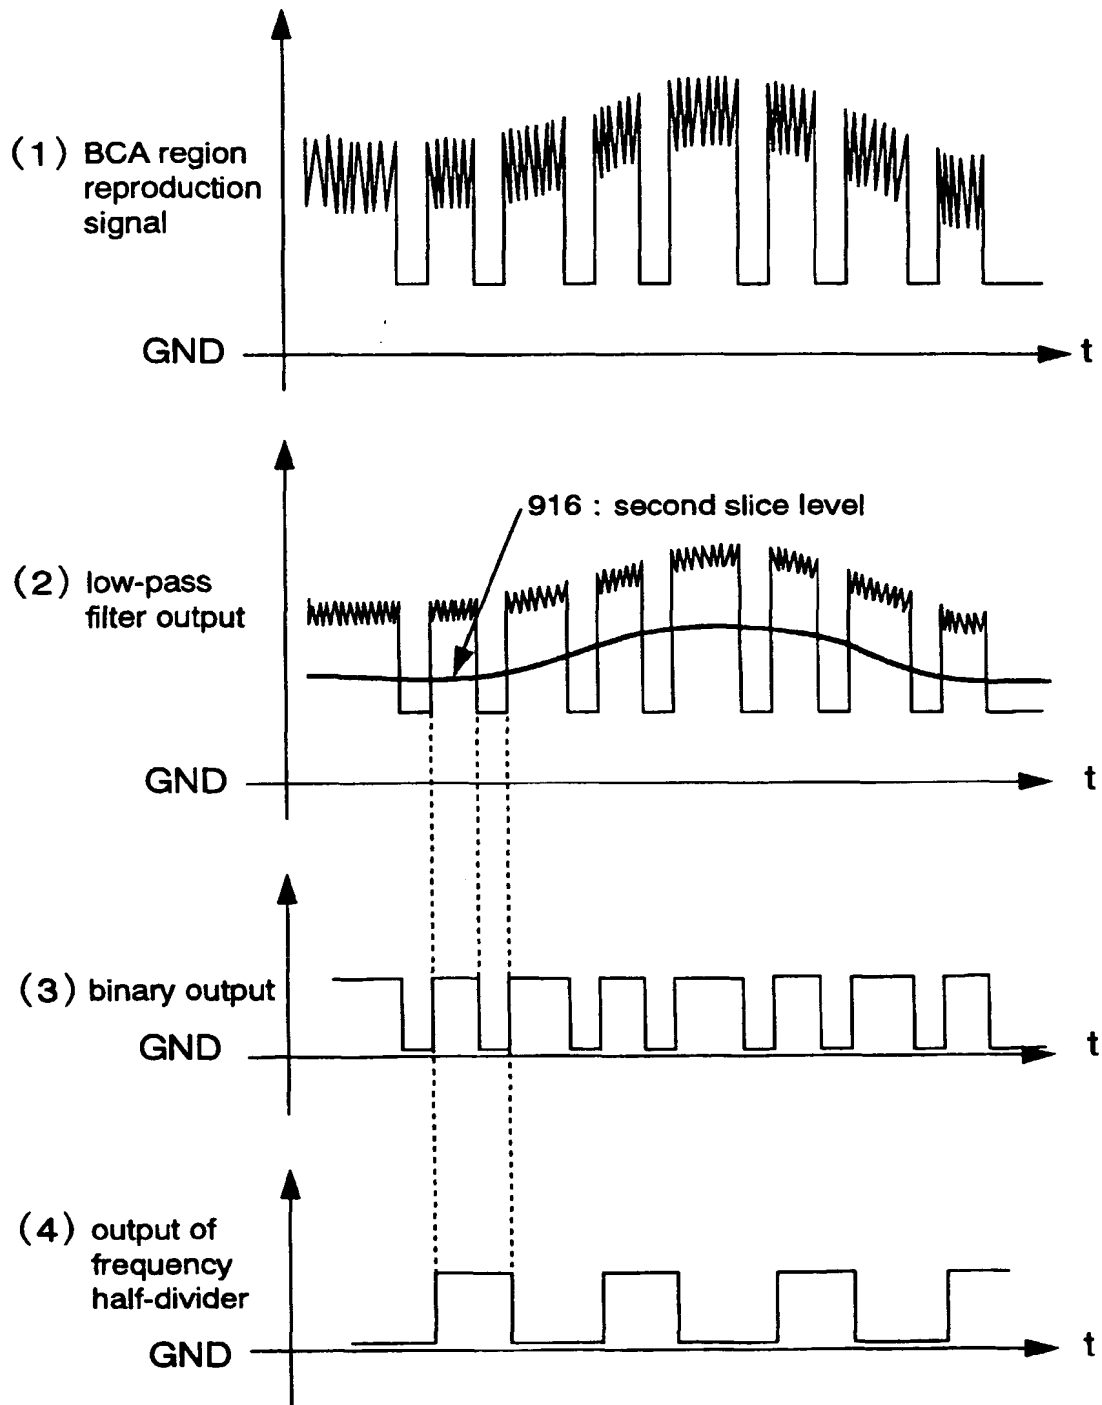 (1) BCA region
reproduction
signal
GND
t
916 : second slice level
(2) low-pass
filter output
GND
t
(3) binary output
GND
t
(4) output of
frequency
half-divider
GND
t